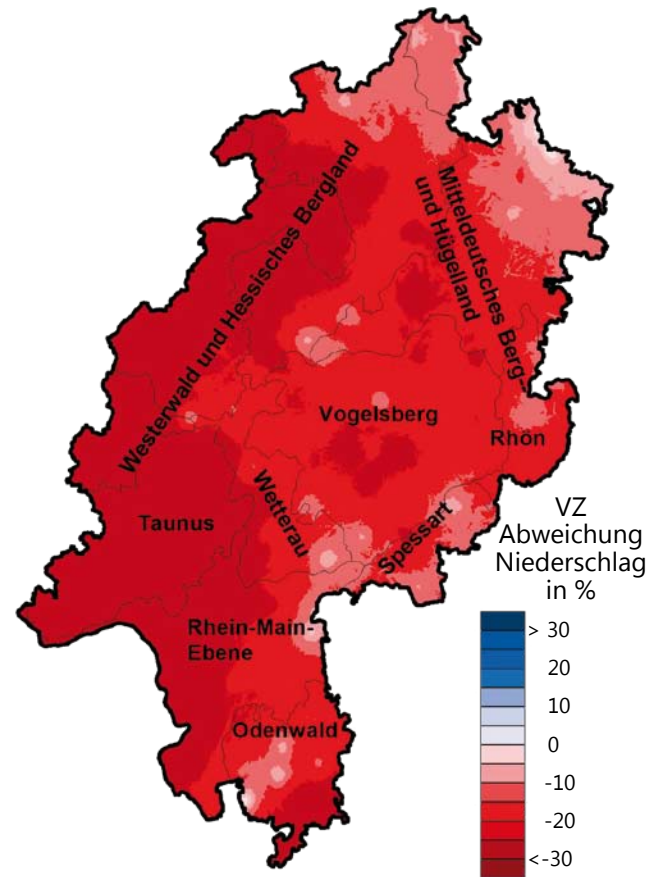 Westerwald und Hessisches Bergland
Mitteldeutsches Berg-
und Hügelland
Vogelsberg
Rhön
Wetterau
Spessart
Taunus
Rhein-Main-
Ebene
Odenwald
VZ
Abweichung
Niederschlag
in %
> 30
20
10
0
-10
-20
<-30